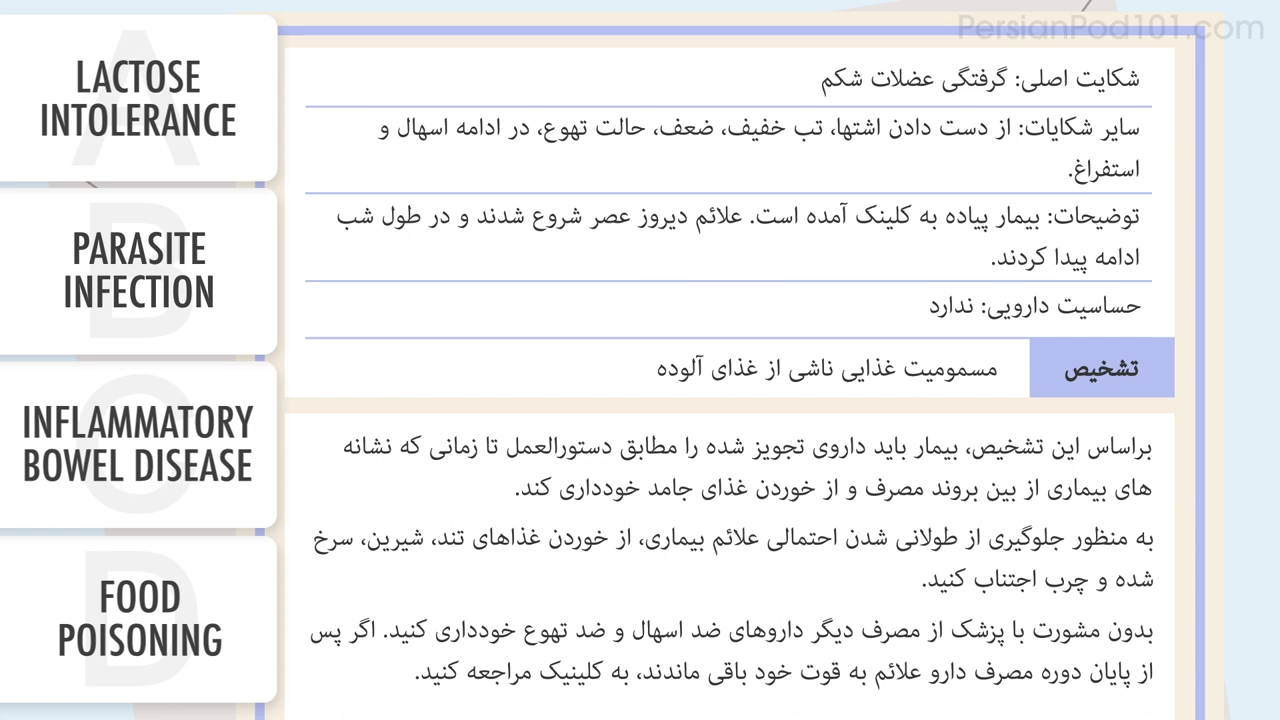 PersianPod101.com
LACTOSE
INTOLERANCE
PARASITE
INFECTION
INFLAMMATORY
BOWEL DISEASE
FOOD
POISONING
شکایت اصلی: گرفتگی عضلات شکم
سایر شکایات: از دست دادن اشتها، تب خفیف، ضعف، حالت تهوع، در ادامه اسهال و
استفراغ.
توضیحات: بیمار پیاده به کلینک آمده است. علائم دیروز عصر شروع شدند و در طول شب
ادامه پیدا کردند.
حساسیت دارویی: ندارد
تشخیص
مسمومیت غذایی ناشی از غذای آلوده
براساس این تشخیص، بیمار باید داروی تجویز شده را مطابق دستورالعمل تا زمانی که نشانه
های بیماری از بین بروند مصرف و از خوردن غذای جامد خودداری کند.
به منظور جلوگیری از طولانی شدن احتمالی علائم بیماری، از خوردن غذاهای تند، شیرین، سرخ
شده و چرب اجتناب کنید.
بدون مشورت با پزشک از مصرف دیگر داروهای ضد اسهال و ضد تهوع خودداری کنید. اگر پس
از پایان دوره مصرف دارو علائم به قوت خود باقی ماندند، به کلینیک مراجعه کنید.